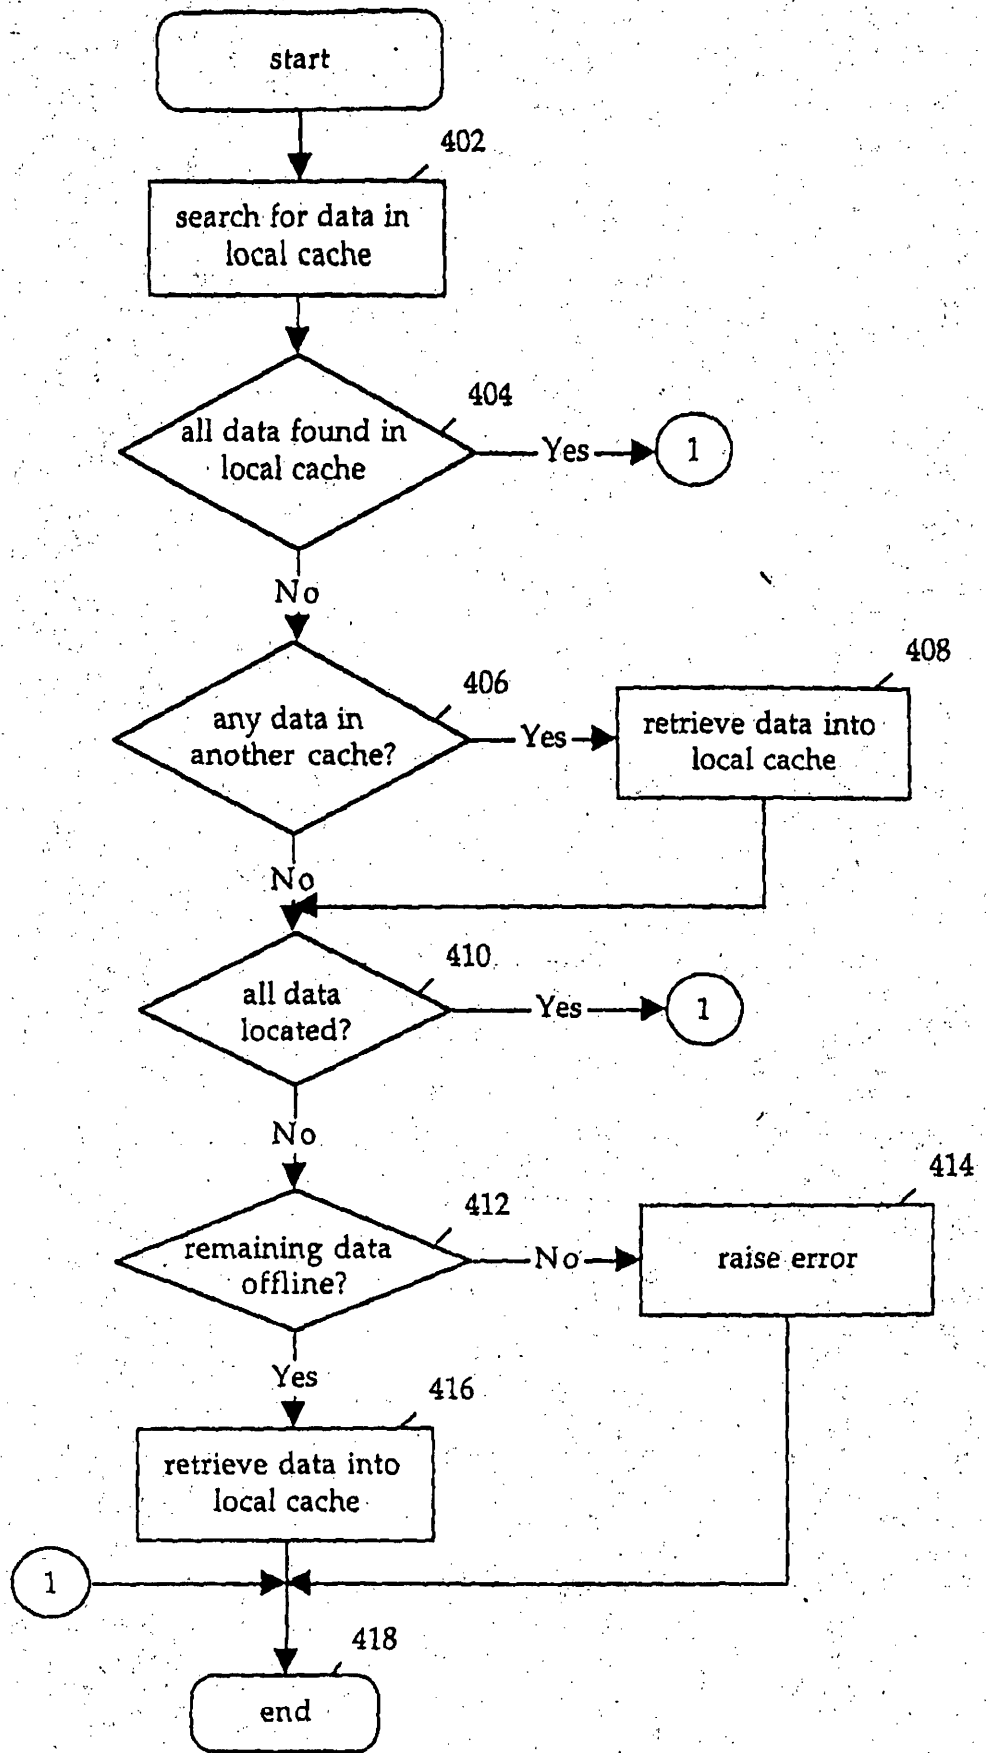 start
402
search for data in
local cache
404
all data found in
local cache
Yes
1
No
406
any data in
another cache?
Yes
408
retrieve data into
local cache
No
410
all data
located?
Yes
1
No
412
remaining data
offline?
No
414
raise error
Yes
416
retrieve data into
local cache
1
418
end